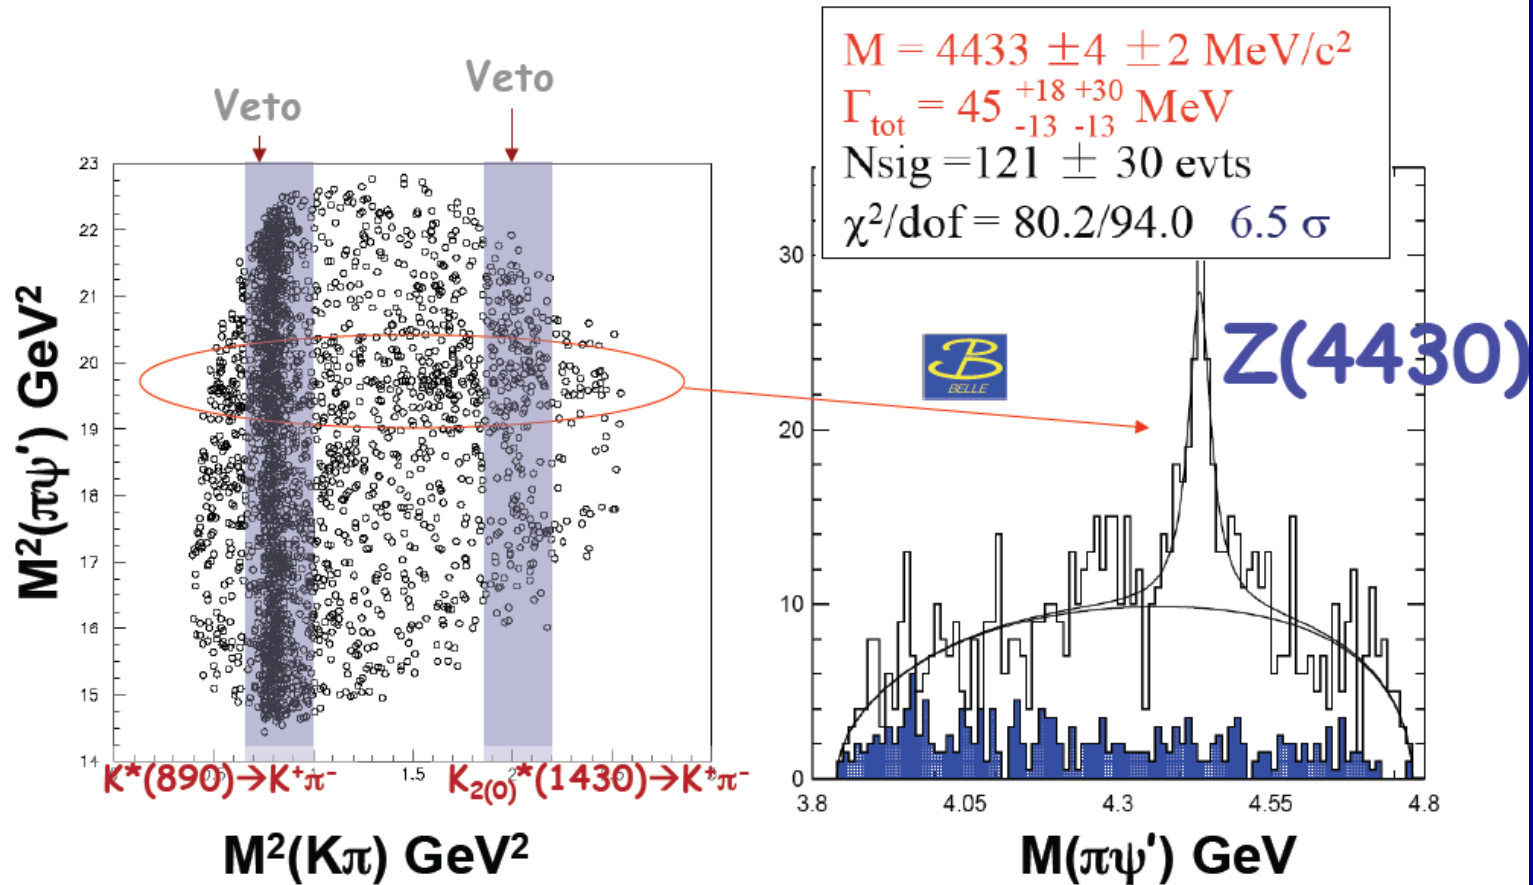 Veto
Veto
M = 4433 ±4 ±2 MeV/c²
Γtot = 45 +18 +30 -13 -13 MeV
Nsig =121 ± 30 evts
χ²/dof = 80.2/94.0 6.5 σ
23
22
21
20
19
18
17
16
15
14
M²(πψ′) GeV²
1.5
K*(890)→K⁺π⁻
K₂₍₀₎*(1430)→K⁺π⁻
M²(Kπ) GeV²
B
BELLE
Z(4430)
30
20
10
0
3.8
4.05
4.3
4.55
4.8
M(πψ′) GeV